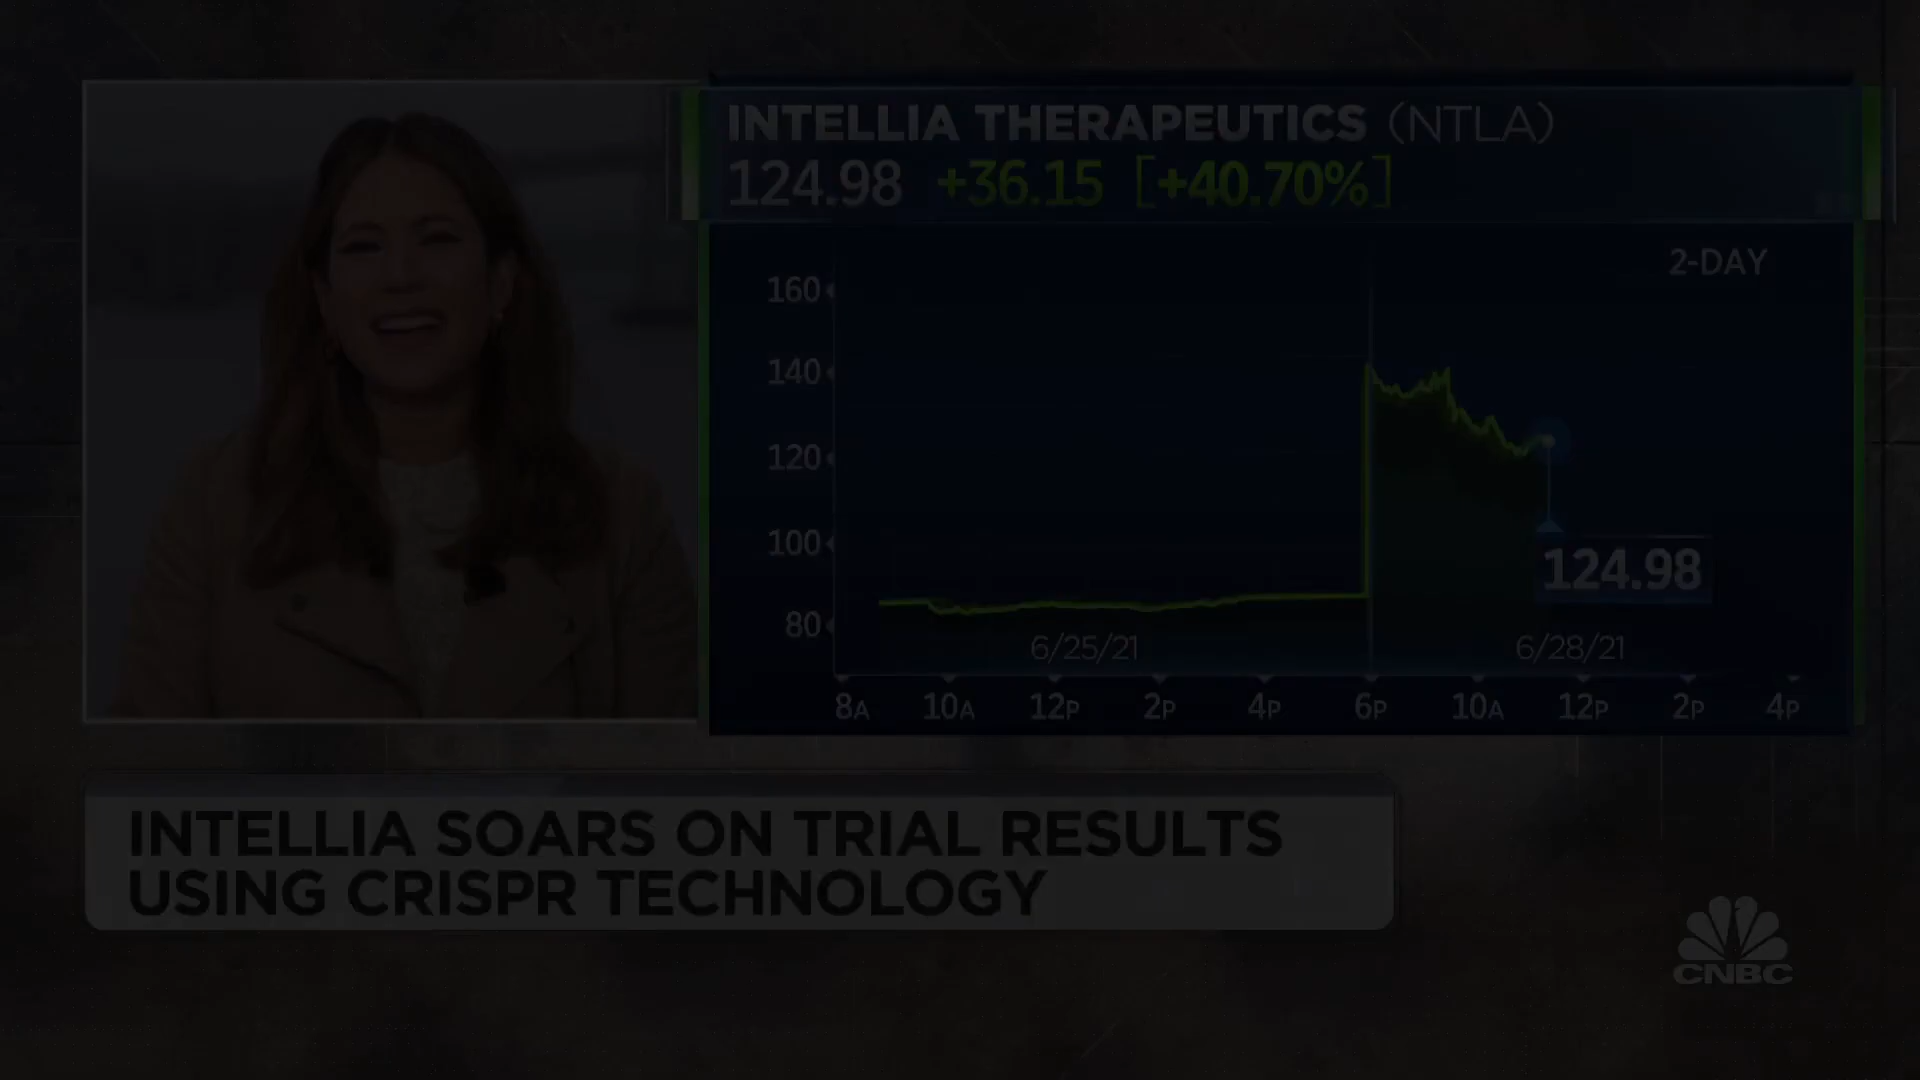 INTELLIA THERAPEUTICS (NTLA)
124.98 +36.15 [+40.70%]
2-DAY
160
140
120
100
80
124.98
6/25/21 6/28/21
8A 10A 12P 2P 4P 6P 10A 12P 2P 4P
INTELLIA SOARS ON TRIAL RESULTS
USING CRISPR TECHNOLOGY
CNBC